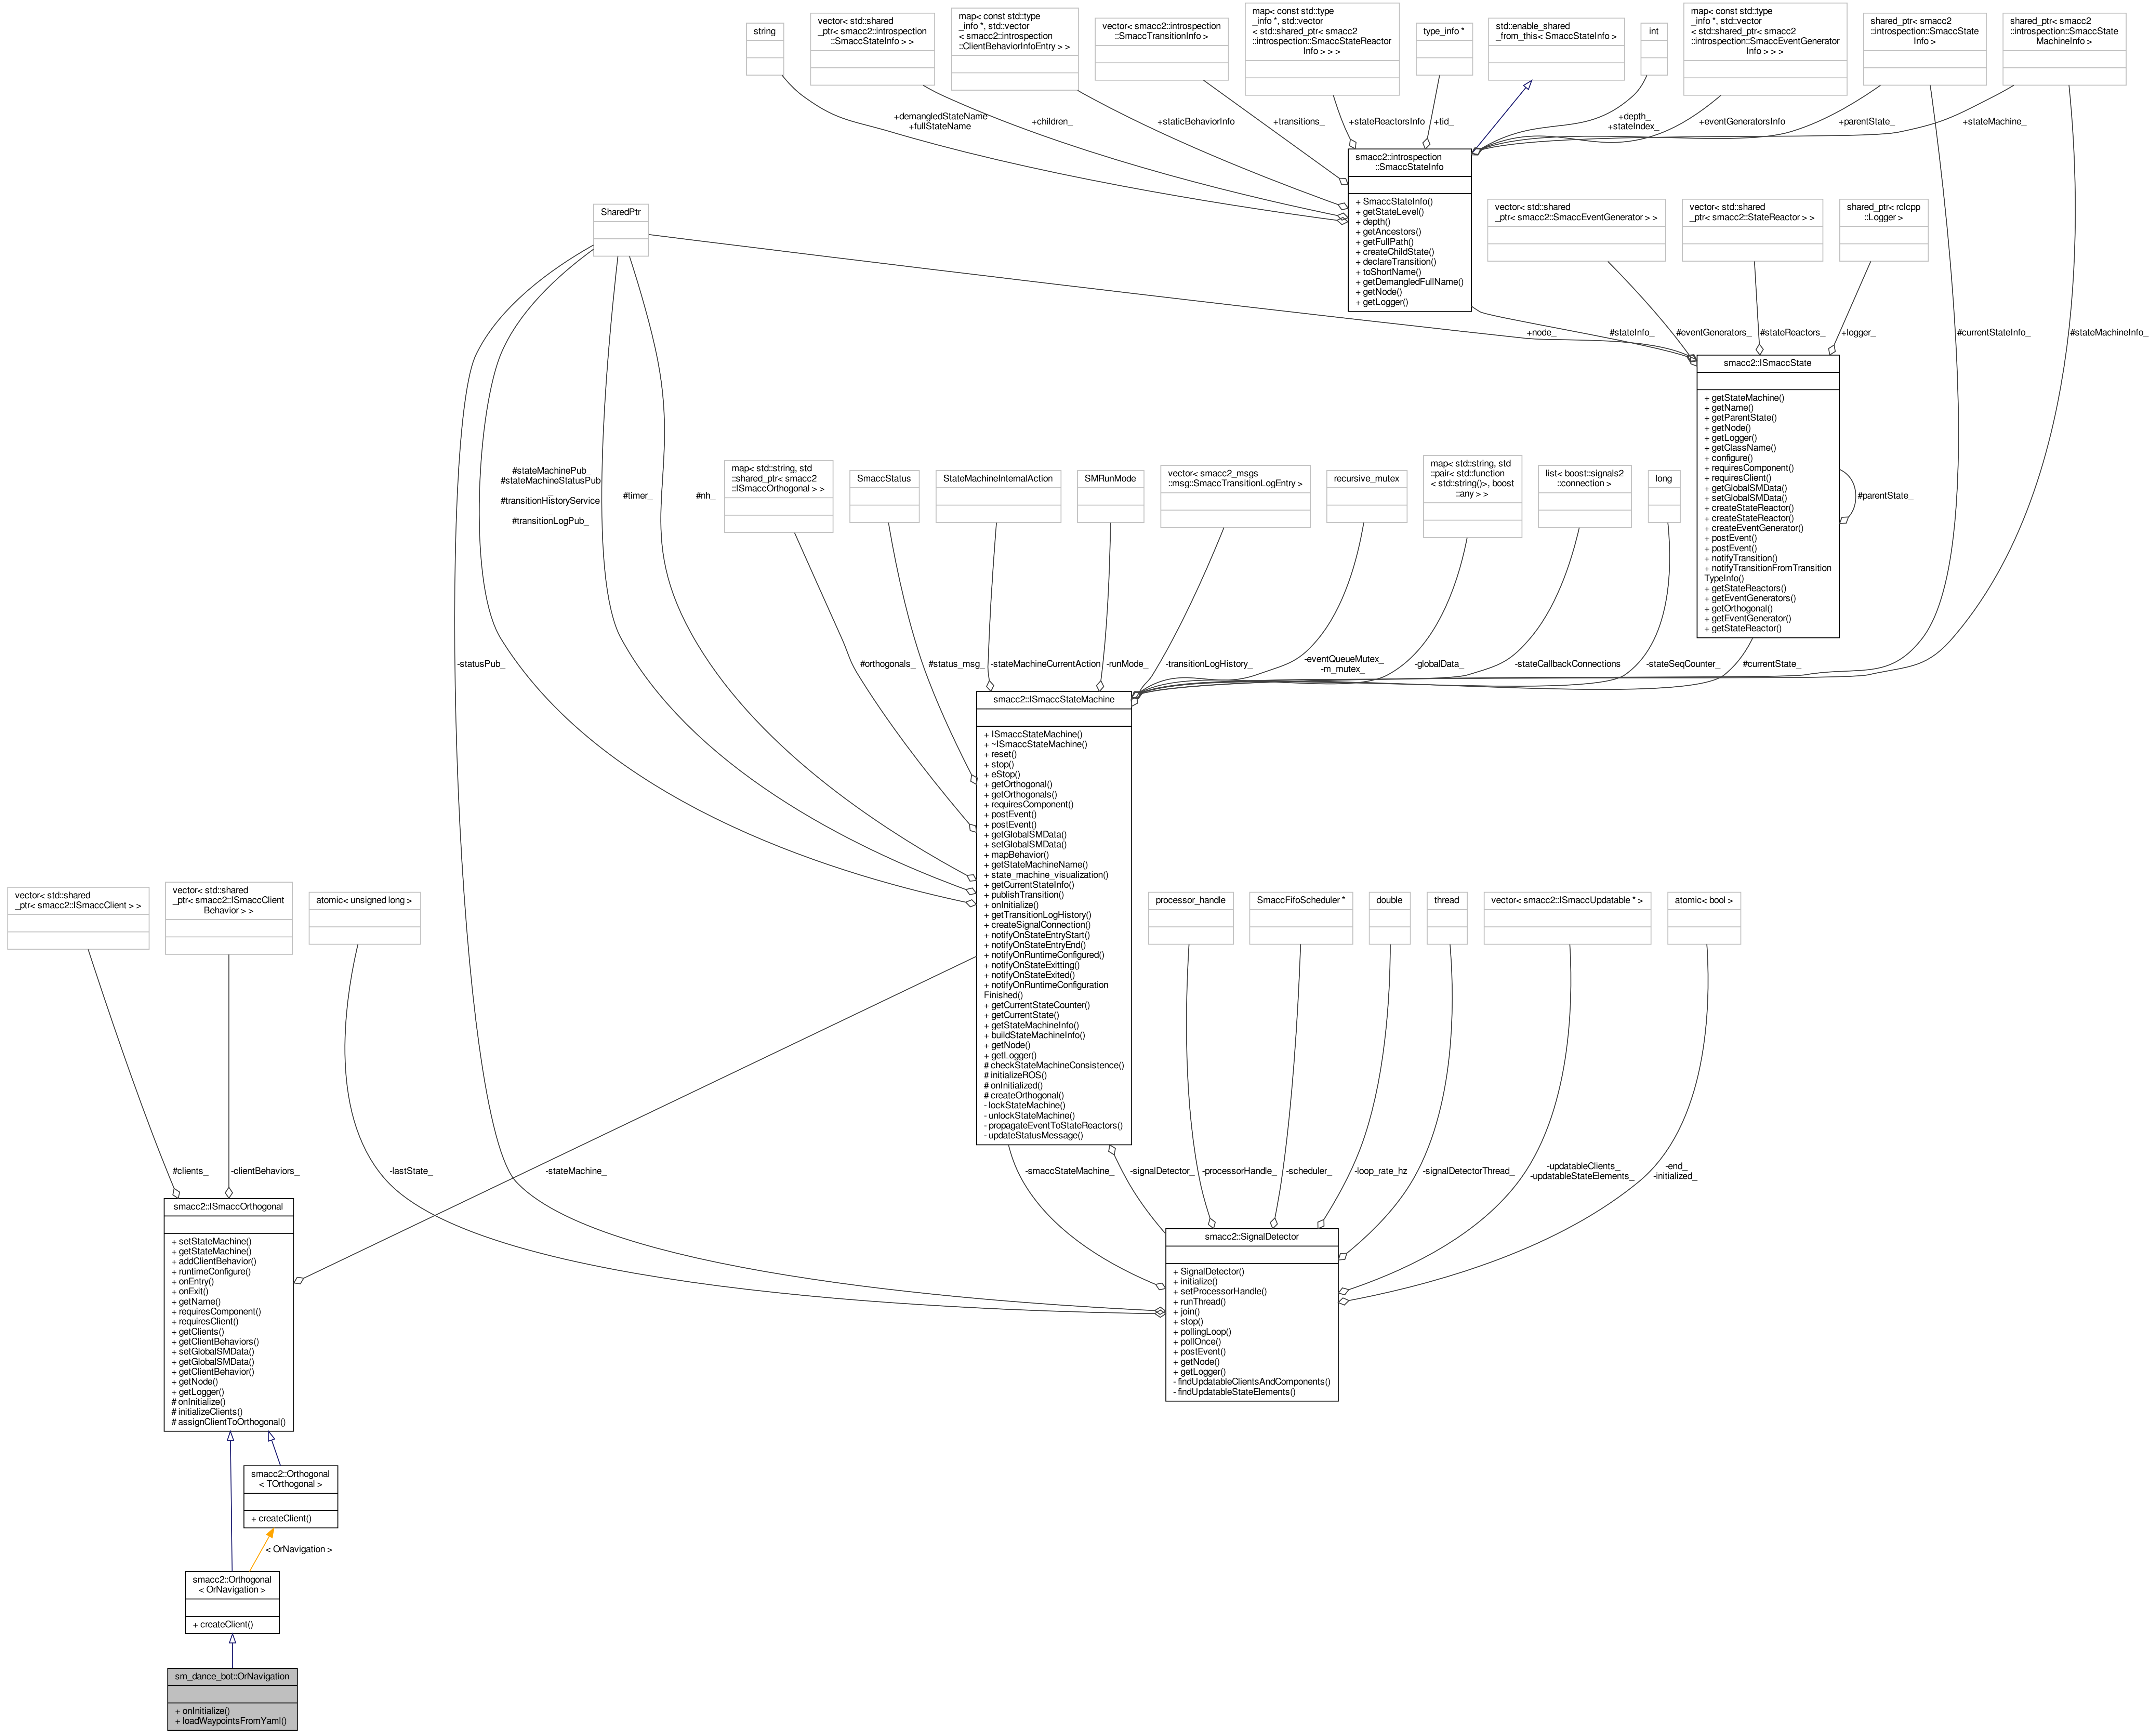 string
vector< std::shared
_ptr< smacc2::introspection
::SmaccStateInfo > >
map< const std::type
_info *, std::vector
< smacc2::introspection
::ClientBehaviorInfoEntry > >
vector< smacc2::introspection
::SmaccTransitionInfo >
map< const std::type
_info *, std::vector
< std::shared_ptr< smacc2
::introspection::SmaccStateReactor
Info > > >
type_info *
std::enable_shared
_from_this< SmaccStateInfo >
int
map< const std::type
_info *, std::vector
< std::shared_ptr< smacc2
::introspection::SmaccEventGenerator
Info > > >
shared_ptr< smacc2
::introspection::SmaccState
Info >
shared_ptr< smacc2
::introspection::SmaccState
MachineInfo >
+demangledStateName
+fullStateName
+children_
+staticBehaviorInfo
+transitions_
+stateReactorsInfo
+tid_
+depth_
+stateIndex_
+eventGeneratorsInfo
+parentState_
+stateMachine_
smacc2::introspection
::SmaccStateInfo
+ SmaccStateInfo()
+ getStateLevel()
+ depth()
+ getAncestors()
+ getFullPath()
+ createChildState()
+ declareTransition()
+ toShortName()
+ getDemangledFullName()
+ getNode()
+ getLogger()
SharedPtr
vector< std::shared
_ptr< smacc2::SmaccEventGenerator > >
vector< std::shared
_ptr< smacc2::StateReactor > >
shared_ptr< rclcpp
::Logger >
+node_
#stateInfo_
#eventGenerators_
#stateReactors_
+logger_
#currentStateInfo_
#stateMachineInfo_
smacc2::ISmaccState
+ getStateMachine()
+ getName()
+ getParentState()
+ getNode()
+ getLogger()
+ getClassName()
+ configure()
+ requiresComponent()
+ requiresClient()
+ getGlobalSMData()
+ setGlobalSMData()
+ createStateReactor()
+ createStateReactor()
+ createEventGenerator()
+ postEvent()
+ postEvent()
+ notifyTransition()
+ notifyTransitionFromTransition
TypeInfo()
+ getStateReactors()
+ getEventGenerators()
+ getOrthogonal()
+ getEventGenerator()
+ getStateReactor()
#parentState_
#stateMachinePub_
#stateMachineStatusPub
_
#transitionHistoryService
_
#transitionLogPub_
#timer_
#nh_
map< std::string, std
::shared_ptr< smacc2
::ISmaccOrthogonal > >
SmaccStatus
StateMachineInternalAction
SMRunMode
vector< smacc2_msgs
::msg::SmaccTransitionLogEntry >
recursive_mutex
map< std::string, std
::pair< std::function
< std::string()>, boost
::any > >
list< boost::signals2
::connection >
long
-statusPub_
#orthogonals_
#status_msg_
-stateMachineCurrentAction
-runMode_
-transitionLogHistory_
-eventQueueMutex_
-m_mutex_
-globalData_
-stateCallbackConnections
-stateSeqCounter_
#currentState_
smacc2::ISmaccStateMachine
+ ISmaccStateMachine()
+ ~ISmaccStateMachine()
+ reset()
+ stop()
+ eStop()
+ getOrthogonal()
+ getOrthogonals()
+ requiresComponent()
+ postEvent()
+ postEvent()
+ getGlobalSMData()
+ setGlobalSMData()
+ mapBehavior()
+ getStateMachineName()
+ state_machine_visualization()
+ getCurrentStateInfo()
+ publishTransition()
+ onInitialize()
+ getTransitionLogHistory()
+ createSignalConnection()
+ notifyOnStateEntryStart()
+ notifyOnStateEntryEnd()
+ notifyOnRuntimeConfigured()
+ notifyOnStateExitting()
+ notifyOnStateExited()
+ notifyOnRuntimeConfiguration
Finished()
+ getCurrentStateCounter()
+ getCurrentState()
+ getStateMachineInfo()
+ buildStateMachineInfo()
+ getNode()
+ getLogger()
# checkStateMachineConsistence()
# initializeROS()
# onInitialized()
# createOrthogonal()
- lockStateMachine()
- unlockStateMachine()
- propagateEventToStateReactors()
- updateStatusMessage()
vector< std::shared
_ptr< smacc2::ISmaccClient > >
vector< std::shared
_ptr< smacc2::ISmaccClient
Behavior > >
atomic< unsigned long >
processor_handle
SmaccFifoScheduler *
double
thread
vector< smacc2::ISmaccUpdatable * >
atomic< bool >
#clients_
-clientBehaviors_
-lastState_
-stateMachine_
-smaccStateMachine_
-signalDetector_
-processorHandle_
-scheduler_
-loop_rate_hz
-signalDetectorThread_
-updatableClients_
-updatableStateElements_
-end_
-initialized_
smacc2::ISmaccOrthogonal
+ setStateMachine()
+ getStateMachine()
+ addClientBehavior()
+ runtimeConfigure()
+ onEntry()
+ onExit()
+ getName()
+ requiresComponent()
+ requiresClient()
+ getClients()
+ getClientBehaviors()
+ setGlobalSMData()
+ getGlobalSMData()
+ getClientBehavior()
+ getNode()
+ getLogger()
# onInitialize()
# initializeClients()
# assignClientToOrthogonal()
smacc2::SignalDetector
+ SignalDetector()
+ initialize()
+ setProcessorHandle()
+ runThread()
+ join()
+ stop()
+ pollingLoop()
+ pollOnce()
+ postEvent()
+ getNode()
+ getLogger()
- findUpdatableClientsAndComponents()
- findUpdatableStateElements()
smacc2::Orthogonal
< TOrthogonal >
+ createClient()
< OrNavigation >
smacc2::Orthogonal
< OrNavigation >
+ createClient()
sm_dance_bot::OrNavigation
+ onInitialize()
+ loadWaypointsFromYaml()